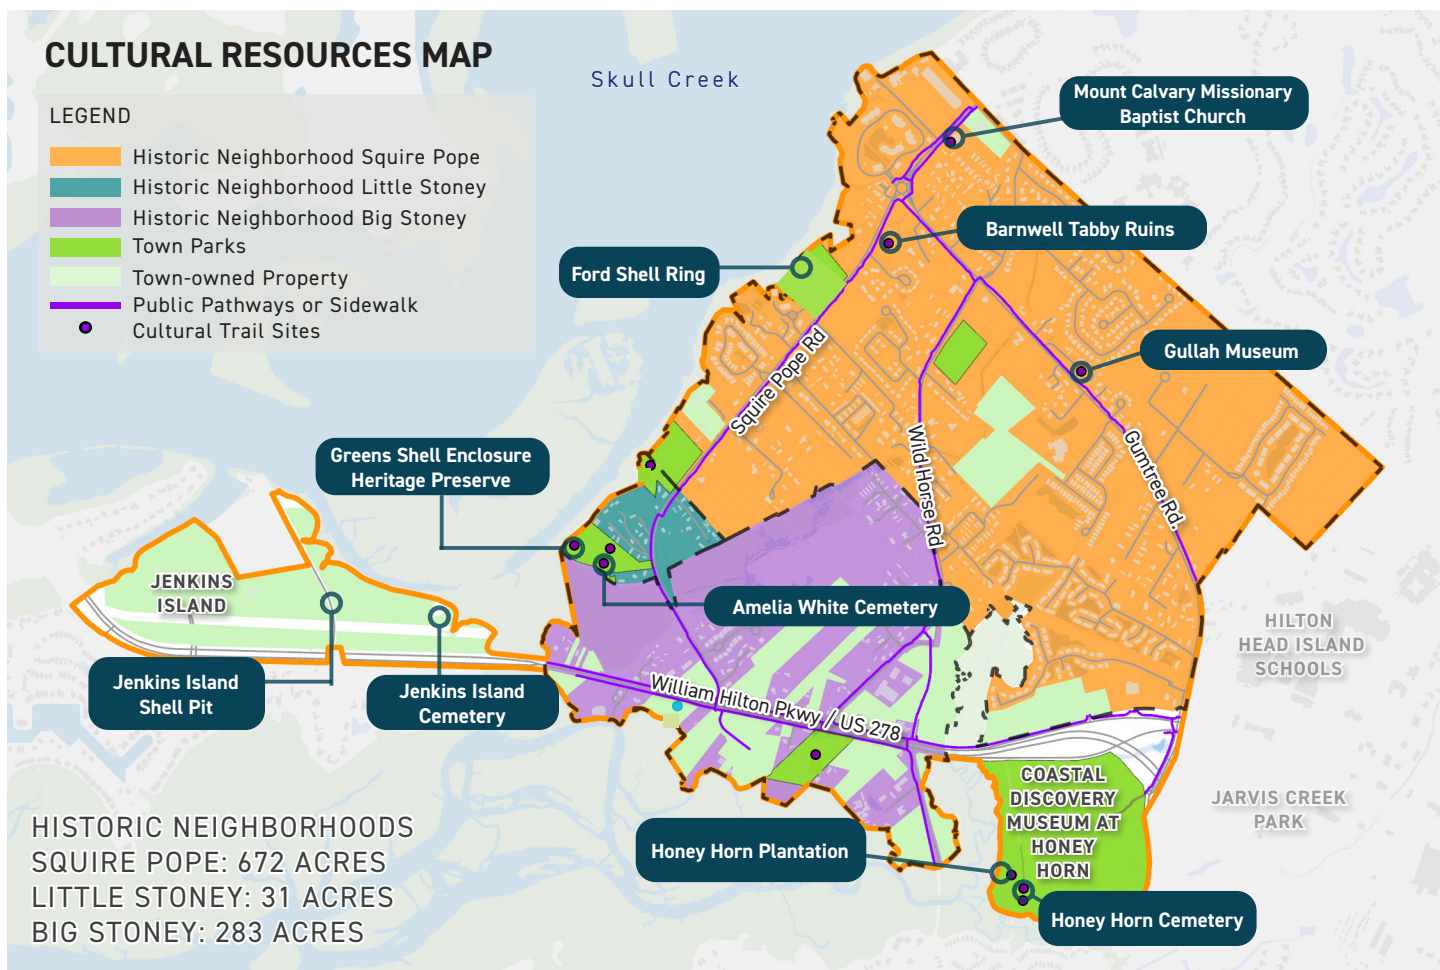 CULTURAL RESOURCES MAP
LEGEND
Historic Neighborhood Squire Pope
Historic Neighborhood Little Stoney
Historic Neighborhood Big Stoney
Town Parks
Town-owned Property
Public Pathways or Sidewalk
Cultural Trail Sites
Skull Creek
Mount Calvary Missionary
Baptist Church
Barnwell Tabby Ruins
Ford Shell Ring
Gullah Museum
Squire Pope Rd
Wild Horse Rd
Gumtree Rd.
Greens Shell Enclosure
Heritage Preserve
JENKINS
ISLAND
Amelia White Cemetery
Jenkins Island
Shell Pit
Jenkins Island
Cemetery
William Hilton Pkwy / US 278
HILTON
HEAD ISLAND
SCHOOLS
COASTAL
DISCOVERY
MUSEUM AT
HONEY
HORN
JARVIS CREEK
PARK
Honey Horn Plantation
Honey Horn Cemetery
HISTORIC NEIGHBORHOODS
SQUIRE POPE: 672 ACRES
LITTLE STONEY: 31 ACRES
BIG STONEY: 283 ACRES